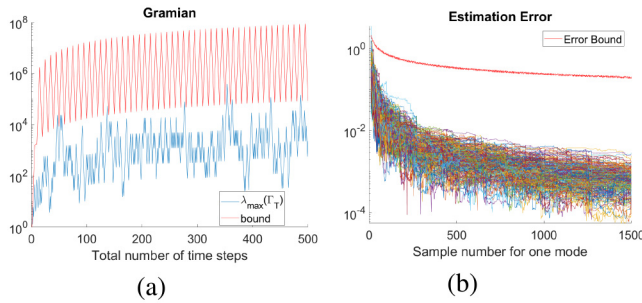 Gramian
10^8
10^6
10^4
10^2
10^0
0
100
200
300
400
500
λ_max(Γ_T)
bound
Total number of time steps
(a)
Estimation Error
10^0
10^-2
10^-4
0
500
1000
1500
Error Bound
Sample number for one mode
(b)